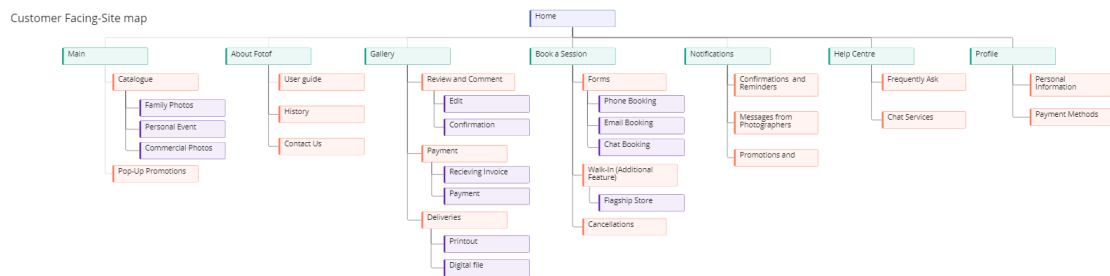 Customer Facing-Site map
Home
Main
About Fotof
Gallery
Book a Session
Notifications
Help Centre
Profile
Catalogue
Family Photos
Personal Event
Commercial Photos
Pop-Up Promotions
User guide
History
Contact Us
Review and Comment
Edit
Confirmation
Payment
Recieving Invoice
Payment
Deliveries
Printout
Digital file
Forms
Phone Booking
Email Booking
Chat Booking
Walk-In (Additional
Feature)
Flagship Store
Cancellations
Confirmations and
Reminders
Messages from
Photographers
Promotions and
Frequently Ask
Chat Services
Personal
Information
Payment Methods